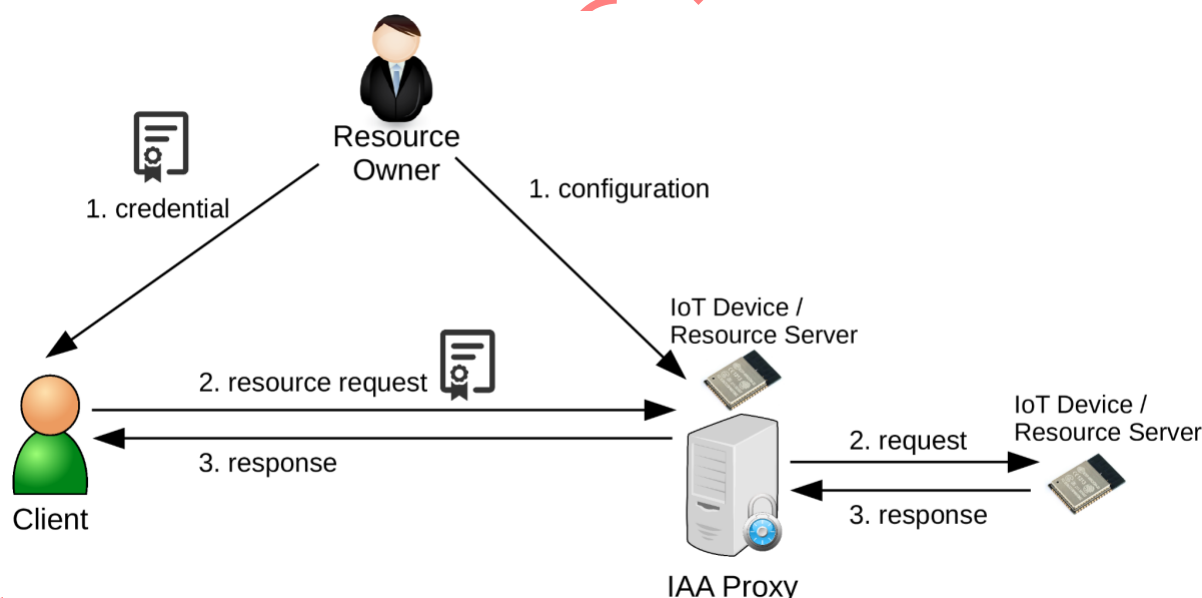 Resource
Owner
1. credential
1. configuration
IoT Device /
Resource Server
2. resource request
IoT Device /
Resource Server
2. request
3. response
3. response
Client
IAA Proxy